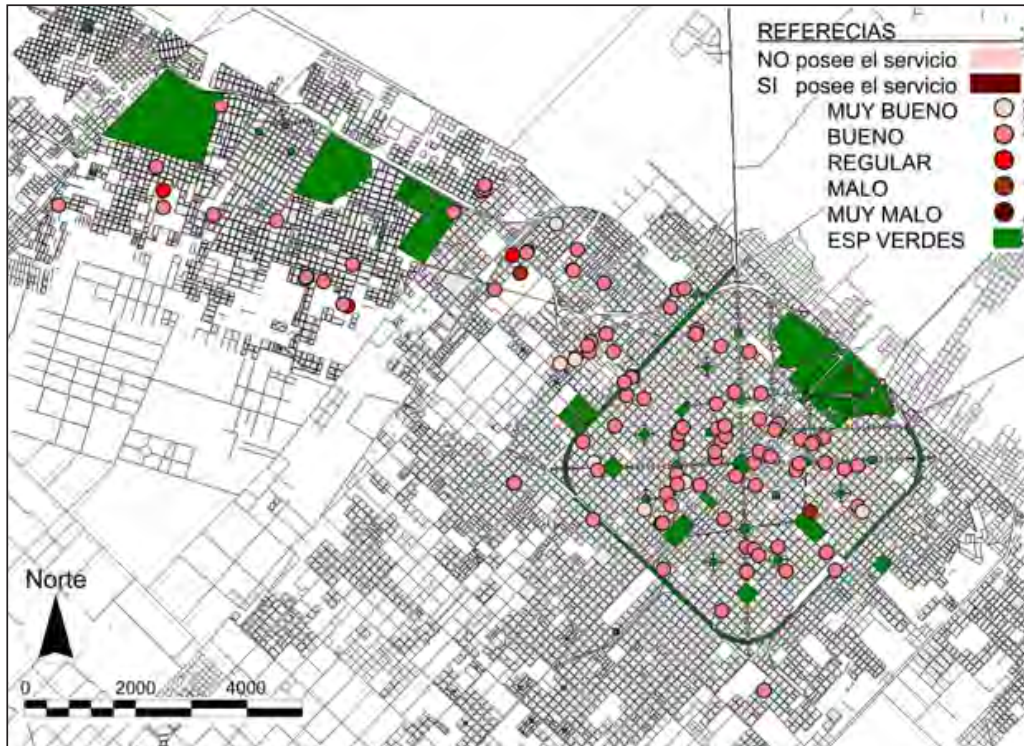 REFERECIAS
NO posee el servicio
SI posee el servicio
MUY BUENO
BUENO
REGULAR
MALO
MUY MALO
ESP VERDES
Norte
0 2000 4000